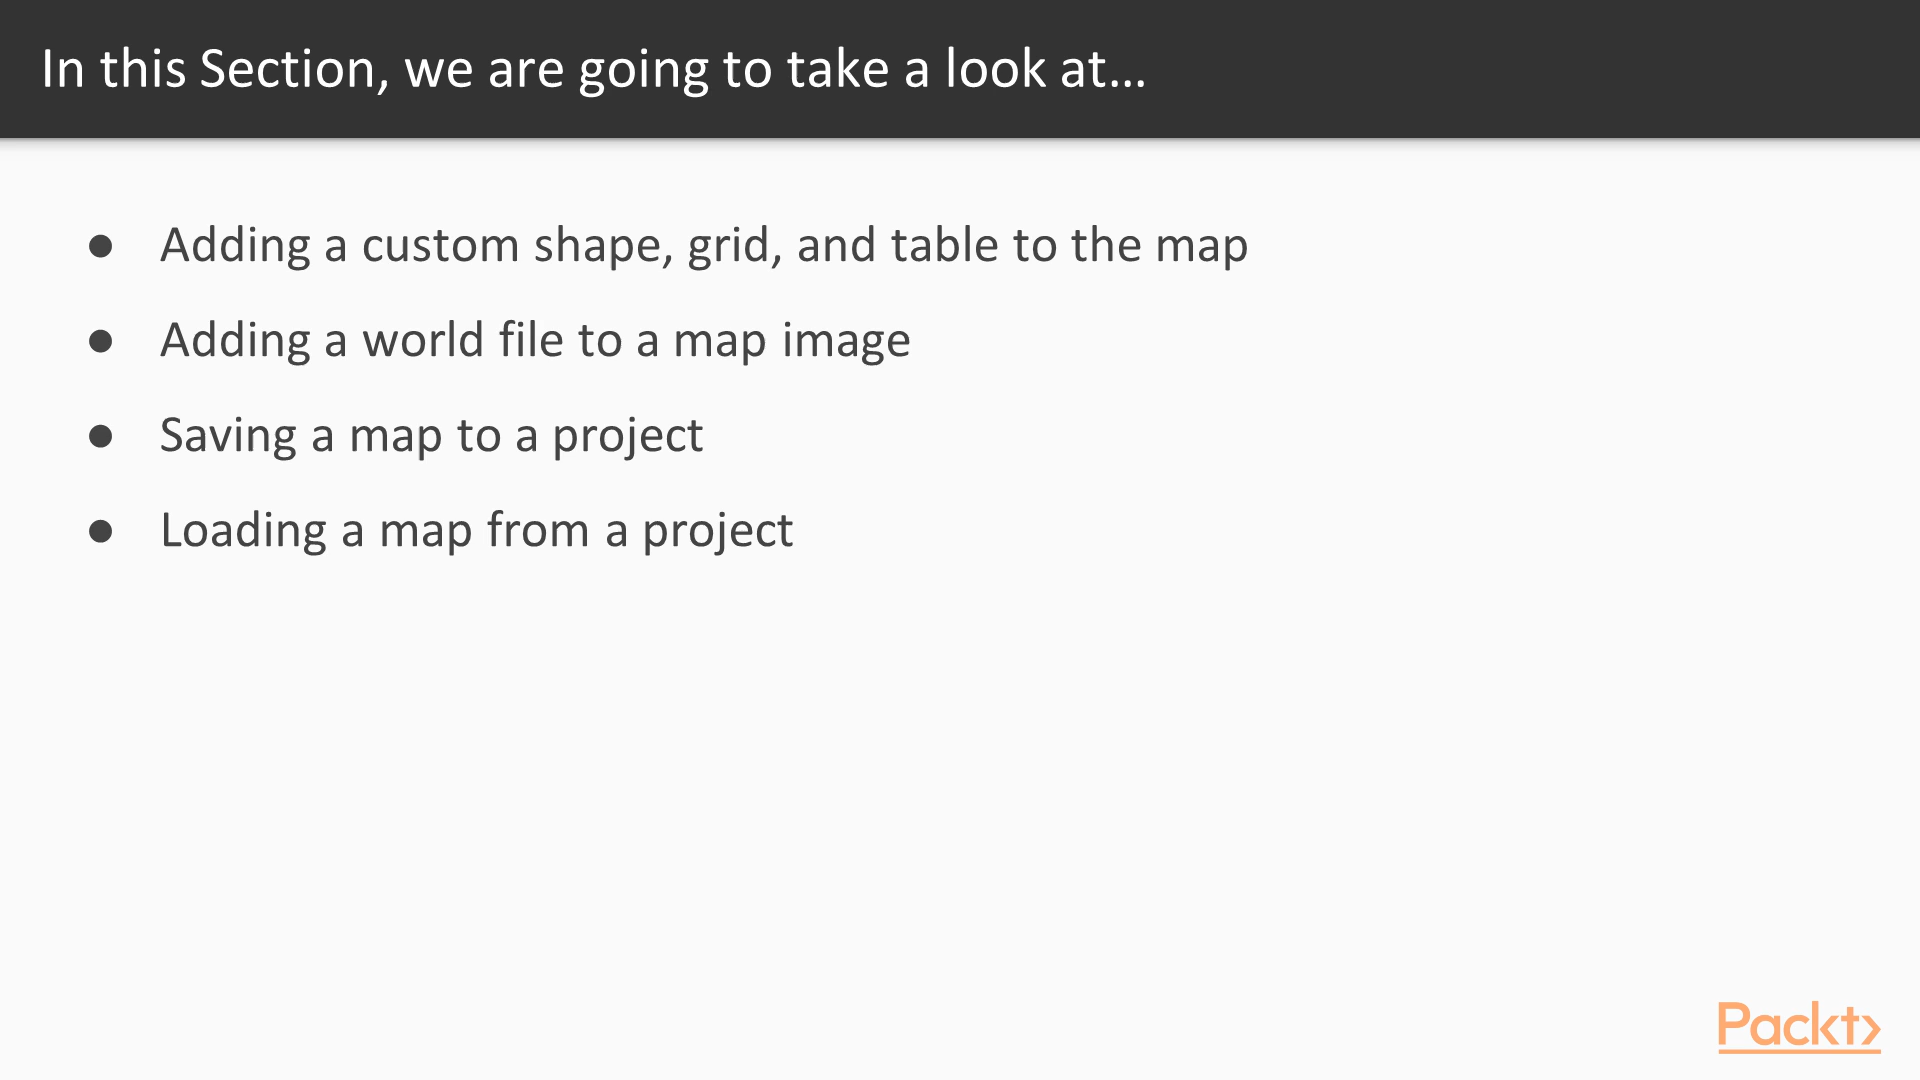 In this Section, we are going to take a look at...
● Adding a custom shape, grid, and table to the map
● Adding a world file to a map image
● Saving a map to a project
● Loading a map from a project
Packt>